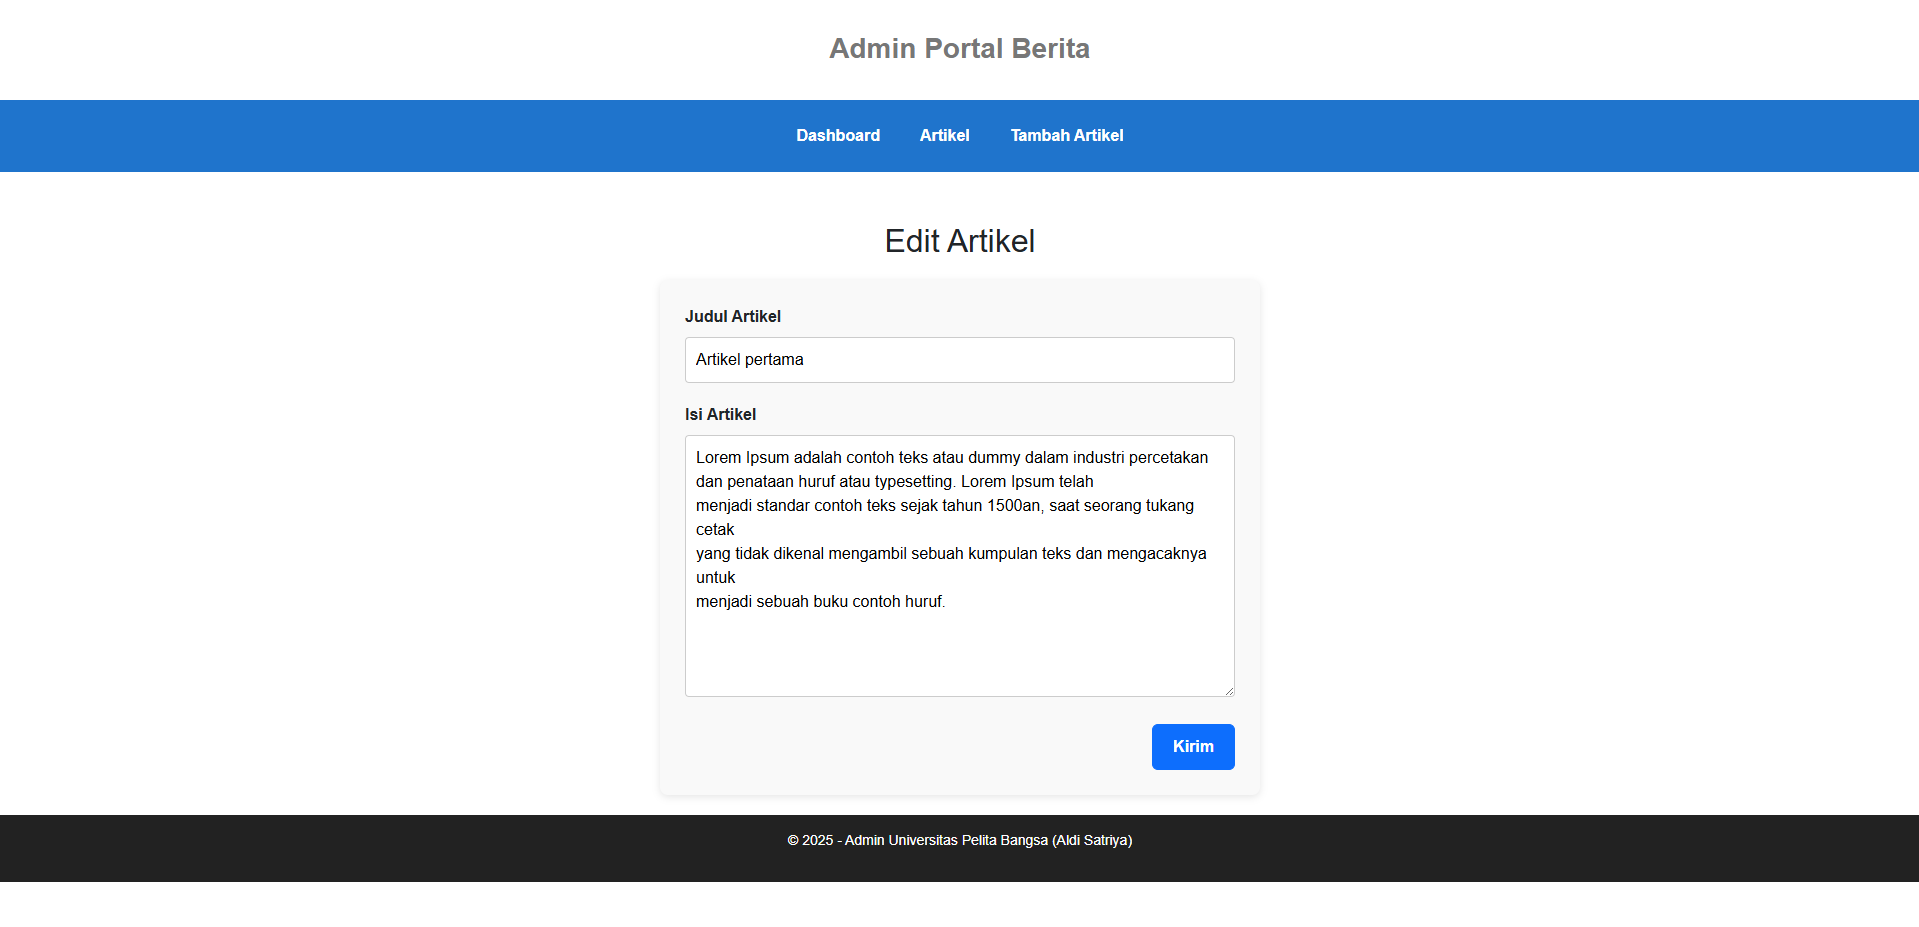 Admin Portal Berita
Dashboard Artikel Tambah Artikel
Edit Artikel
Judul Artikel
Artikel pertama
Isi Artikel
Lorem Ipsum adalah contoh teks atau dummy dalam industri percetakan
dan penataan huruf atau typesetting. Lorem Ipsum telah
menjadi standar contoh teks sejak tahun 1500an, saat seorang tukang
cetak
yang tidak dikenal mengambil sebuah kumpulan teks dan mengacaknya
untuk
menjadi sebuah buku contoh huruf.
Kirim
© 2025 - Admin Universitas Pelita Bangsa (Aldi Satriya)